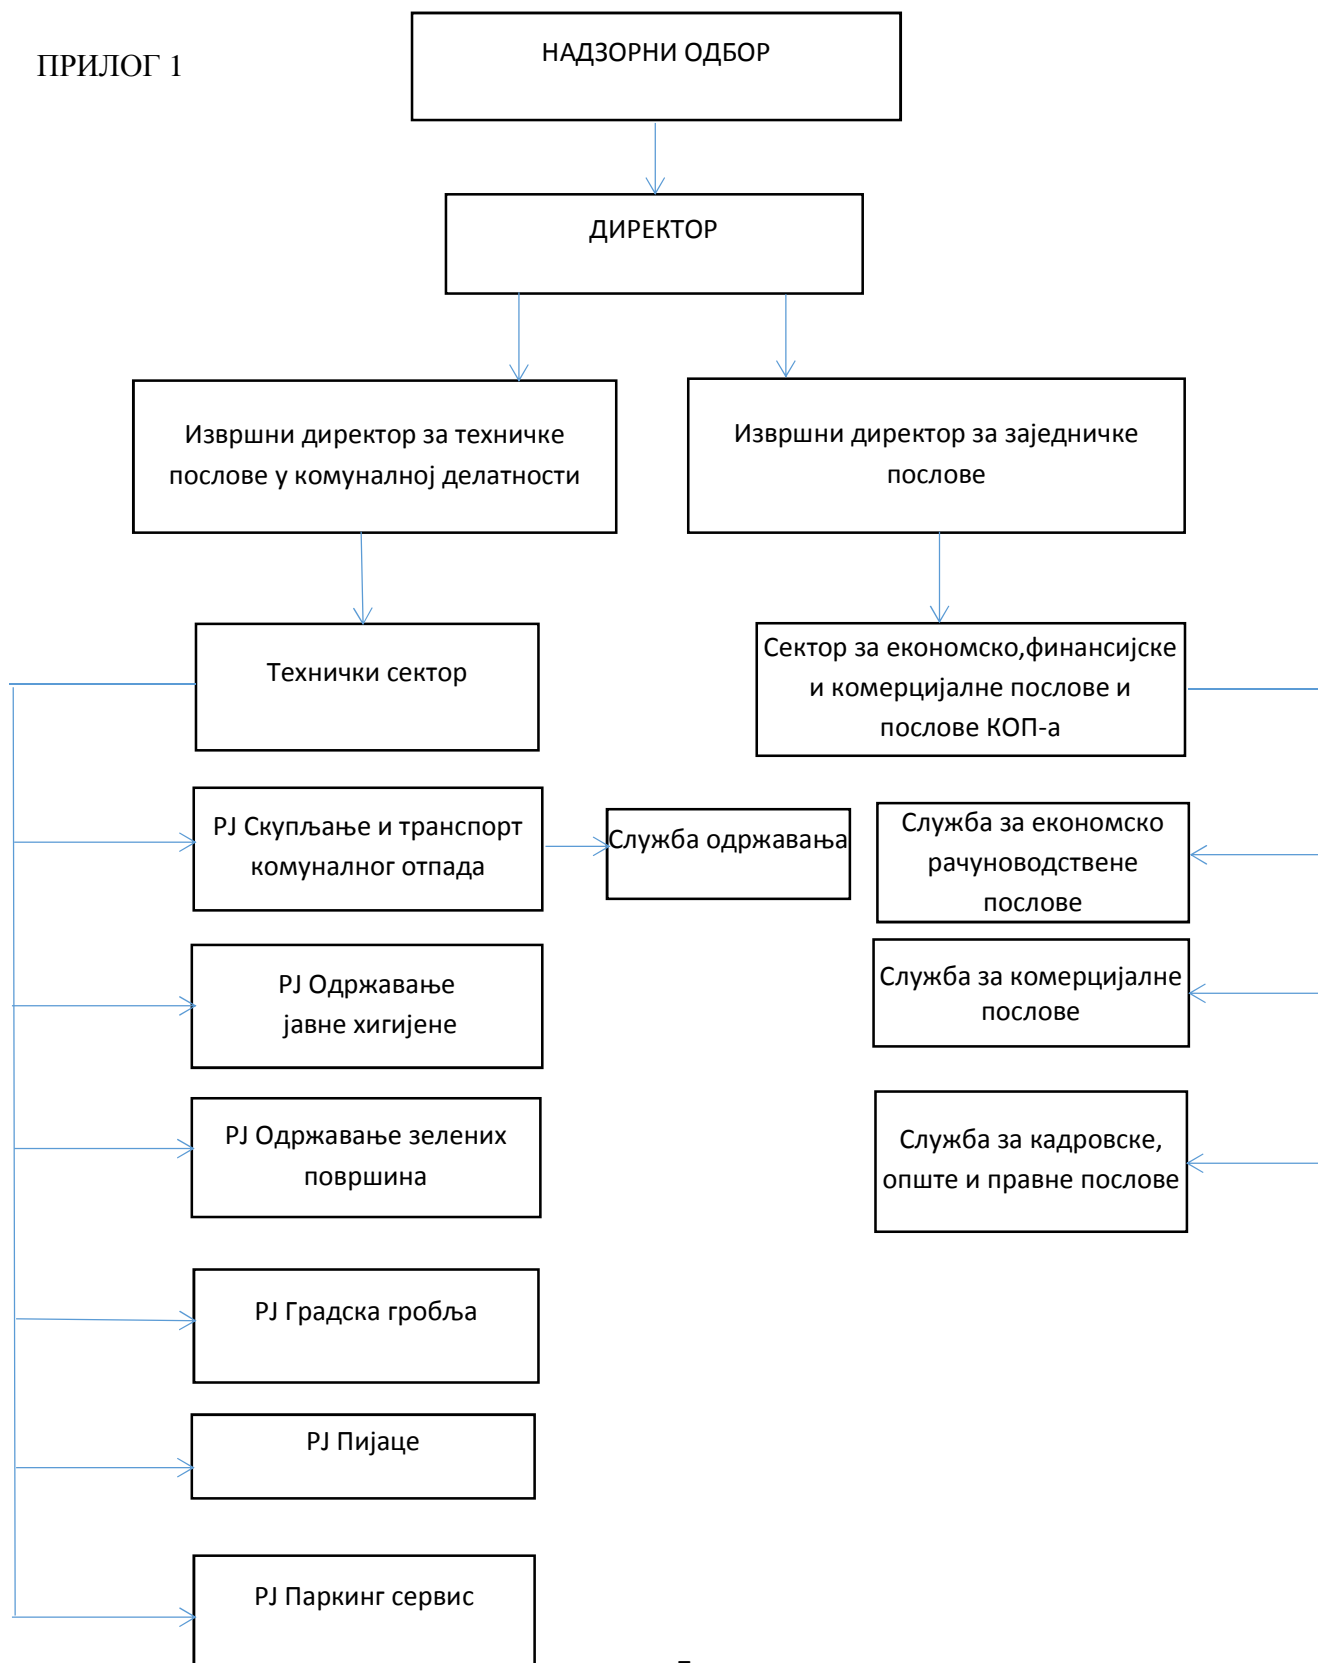 ПРИЛОГ 1
НАДЗОРНИ ОДБОР
ДИРЕКТОР
Извршни директор за техничке
послове у комуналној делатности
Извршни директор за заједничке
послове
Технички сектор
Сектор за економско,финансијске
и комерцијалне послове и
послове КОП-а
РЈ Скупљање и транспорт
комуналног отпада
Служба одржавања
Служба за економско
рачуноводствене
послове
РЈ Одржавање
јавне хигијене
Служба за комерцијалне
послове
РЈ Одржавање зелених
површина
Служба за кадровске,
опште и правне послове
РЈ Градска гробља
РЈ Пијаце
РЈ Паркинг сервис